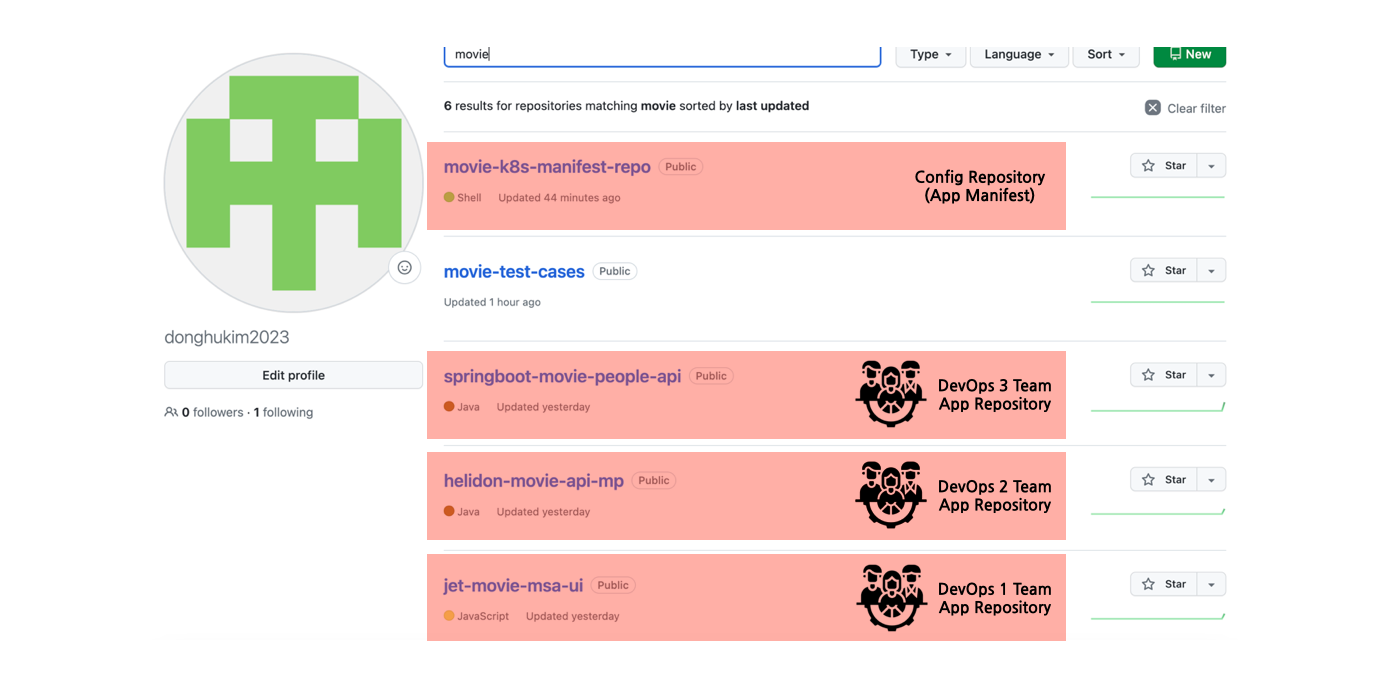 movie
Type
Language
Sort
New
6 results for repositories matching movie sorted by last updated
Clear filter
movie-k8s-manifest-repo Public
Shell Updated 44 minutes ago
Config Repository
(App Manifest)
Star
movie-test-cases Public
Updated 1 hour ago
Star
donghukim2023
Edit profile
0 followers · 1 following
springboot-movie-people-api Public
Java Updated yesterday
DevOps 3 Team
App Repository
Star
helidon-movie-api-mp Public
Java Updated yesterday
DevOps 2 Team
App Repository
Star
jet-movie-msa-ui Public
JavaScript Updated yesterday
DevOps 1 Team
App Repository
Star